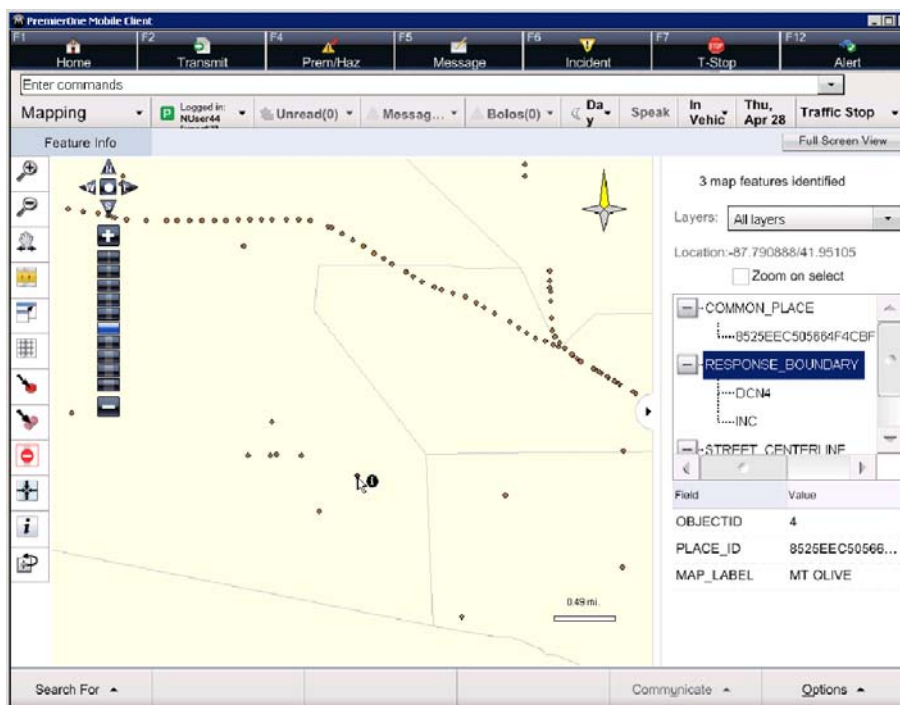 PremierOne Mobile Client
F1 Home
F2 Transmit
F4 Prem/Haz
F5 Message
F6 Incident
F7 T-Stop
F12 Alert
Enter commands
Mapping
P
Logged in: NUser44
Unread(0)
Messag...
Bolos(0)
Day
Speak
In Vehic
Thu, Apr 28
Traffic Stop
Feature Info
Full Screen View
3 map features identified
Layers: All layers
Location:-87.790888/41.95105
Zoom on select
COMMON_PLACE
8525EEC505664F4CBF
RESPONSE_BOUNDARY
DCN4
INC
STREET_CENTERLINE
Field Value
OBJECTID 4
PLACE_ID 8525EEC50566...
MAP_LABEL MT OLIVE
0.49 mi.
Search For
Communicate
Options